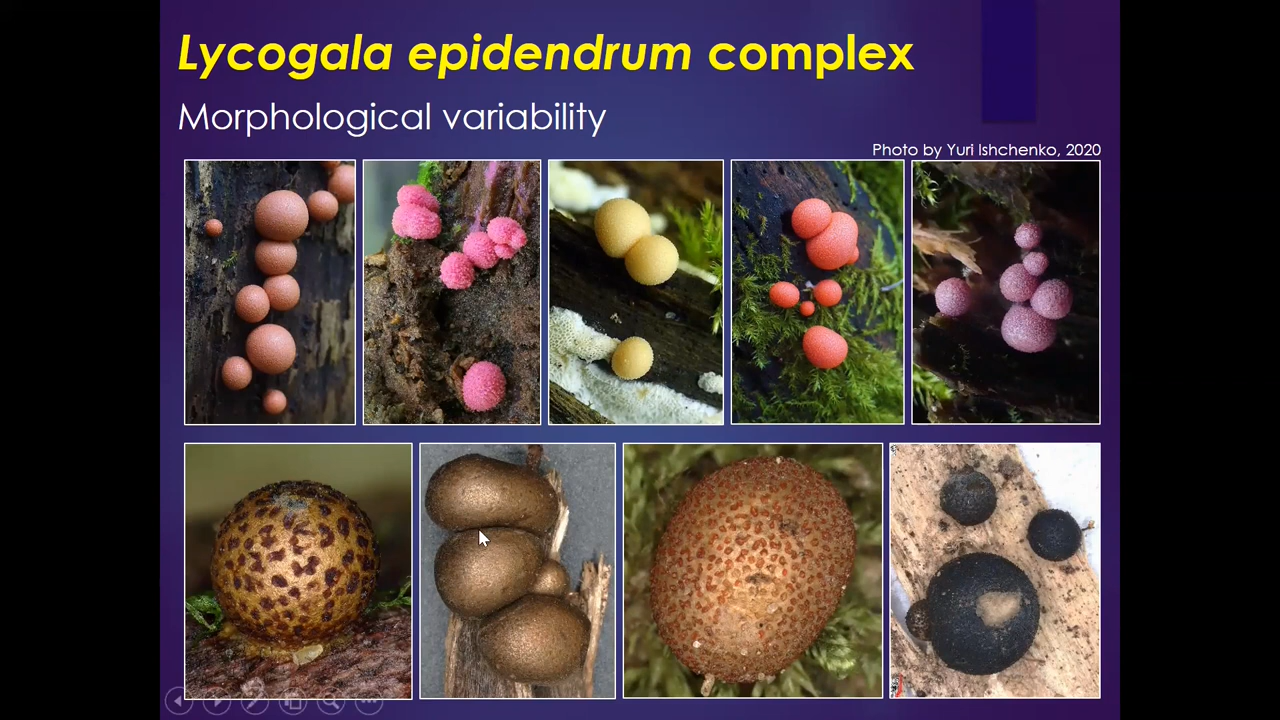 Lycogala epidendrum complex
Morphological variability
Photo by Yuri Ishchenko, 2020